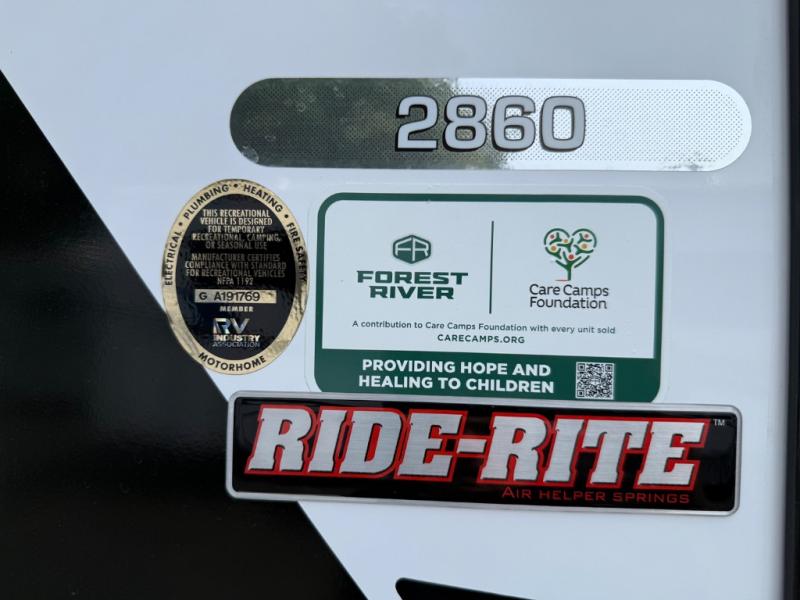 2860
ELECTRICAL • PLUMBING • HEATING • FIRE SAFETY
THIS RECREATIONAL
VEHICLE IS DESIGNED
FOR TEMPORARY
RECREATIONAL, CAMPING,
OR SEASONAL USE
MANUFACTURER CERTIFIES
COMPLIANCE WITH STANDARD
FOR RECREATIONAL VEHICLES
NFPA 1192
G A191769
MEMBER
RV
INDUSTRY
ASSOCIATION
MOTORHOME
FR
FOREST
RIVER
Care Camps
Foundation
A contribution to Care Camps Foundation with every unit sold
CARECAMPS.ORG
PROVIDING HOPE AND
HEALING TO CHILDREN
RIDE-RITE™
AIR HELPER SPRINGS